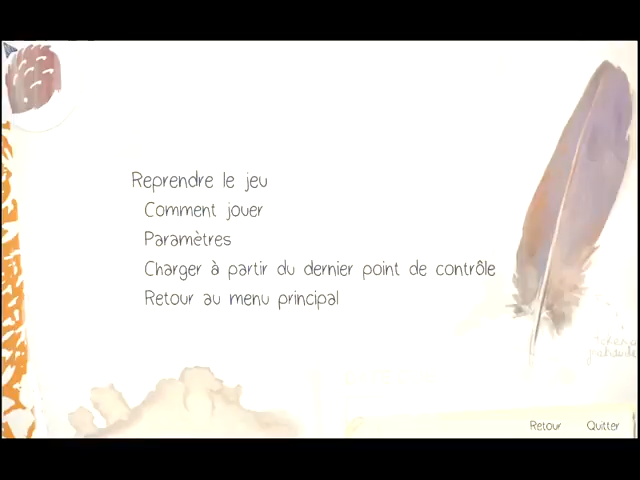 Reprendre le jeu
Comment jouer
Paramètres
Charger à partir du dernier point de contrôle
Retour au menu principal
Retour Quitter